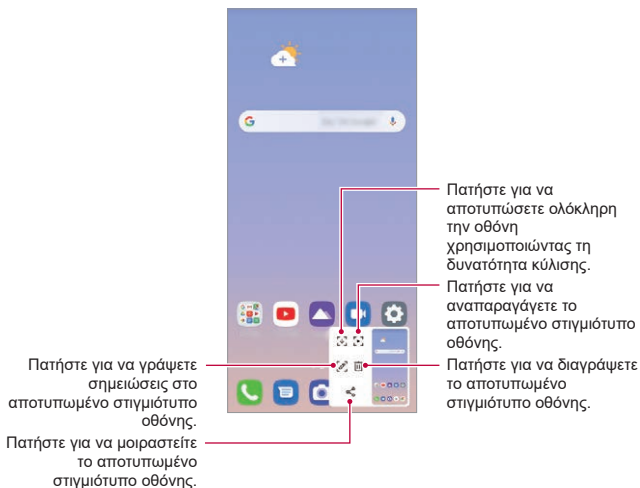 Πατήστε για να
αποτυπώσετε ολόκληρη
την οθόνη
χρησιμοποιώντας τη
δυνατότητα κύλισης.
Πατήστε για να
αναπαραγάγετε το
αποτυπωμένο στιγμιότυπο
οθόνης.
Πατήστε για να διαγράψετε
το αποτυπωμένο
στιγμιότυπο οθόνης.
Πατήστε για να γράψετε
σημειώσεις στο
αποτυπωμένο στιγμιότυπο
οθόνης.
Πατήστε για να μοιραστείτε
το αποτυπωμένο
στιγμιότυπο οθόνης.